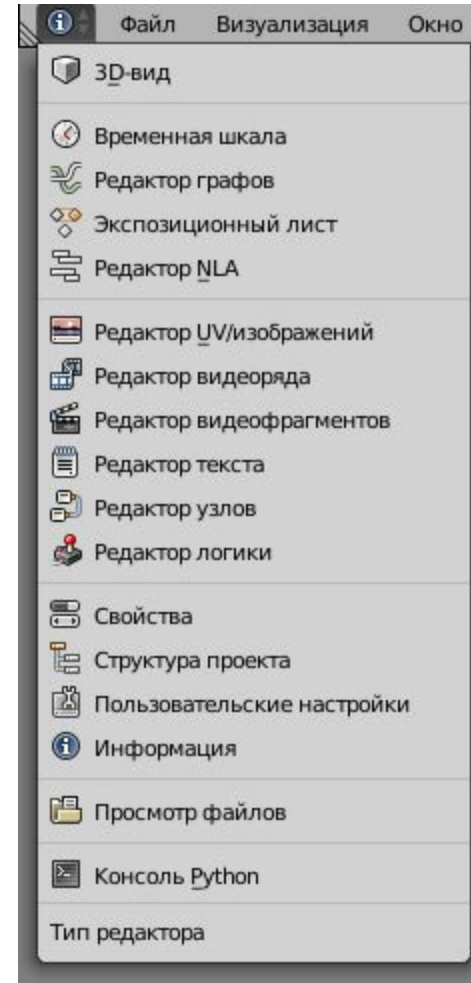 Файл Визуализация Окно
3D-вид
Временная шкала
Редактор графов
Экспозиционный лист
Редактор NLA
Редактор UV/изображений
Редактор видеоряда
Редактор видеофрагментов
Редактор текста
Редактор узлов
Редактор логики
Свойства
Структура проекта
Пользовательские настройки
Информация
Просмотр файлов
Консоль Python
Тип редактора